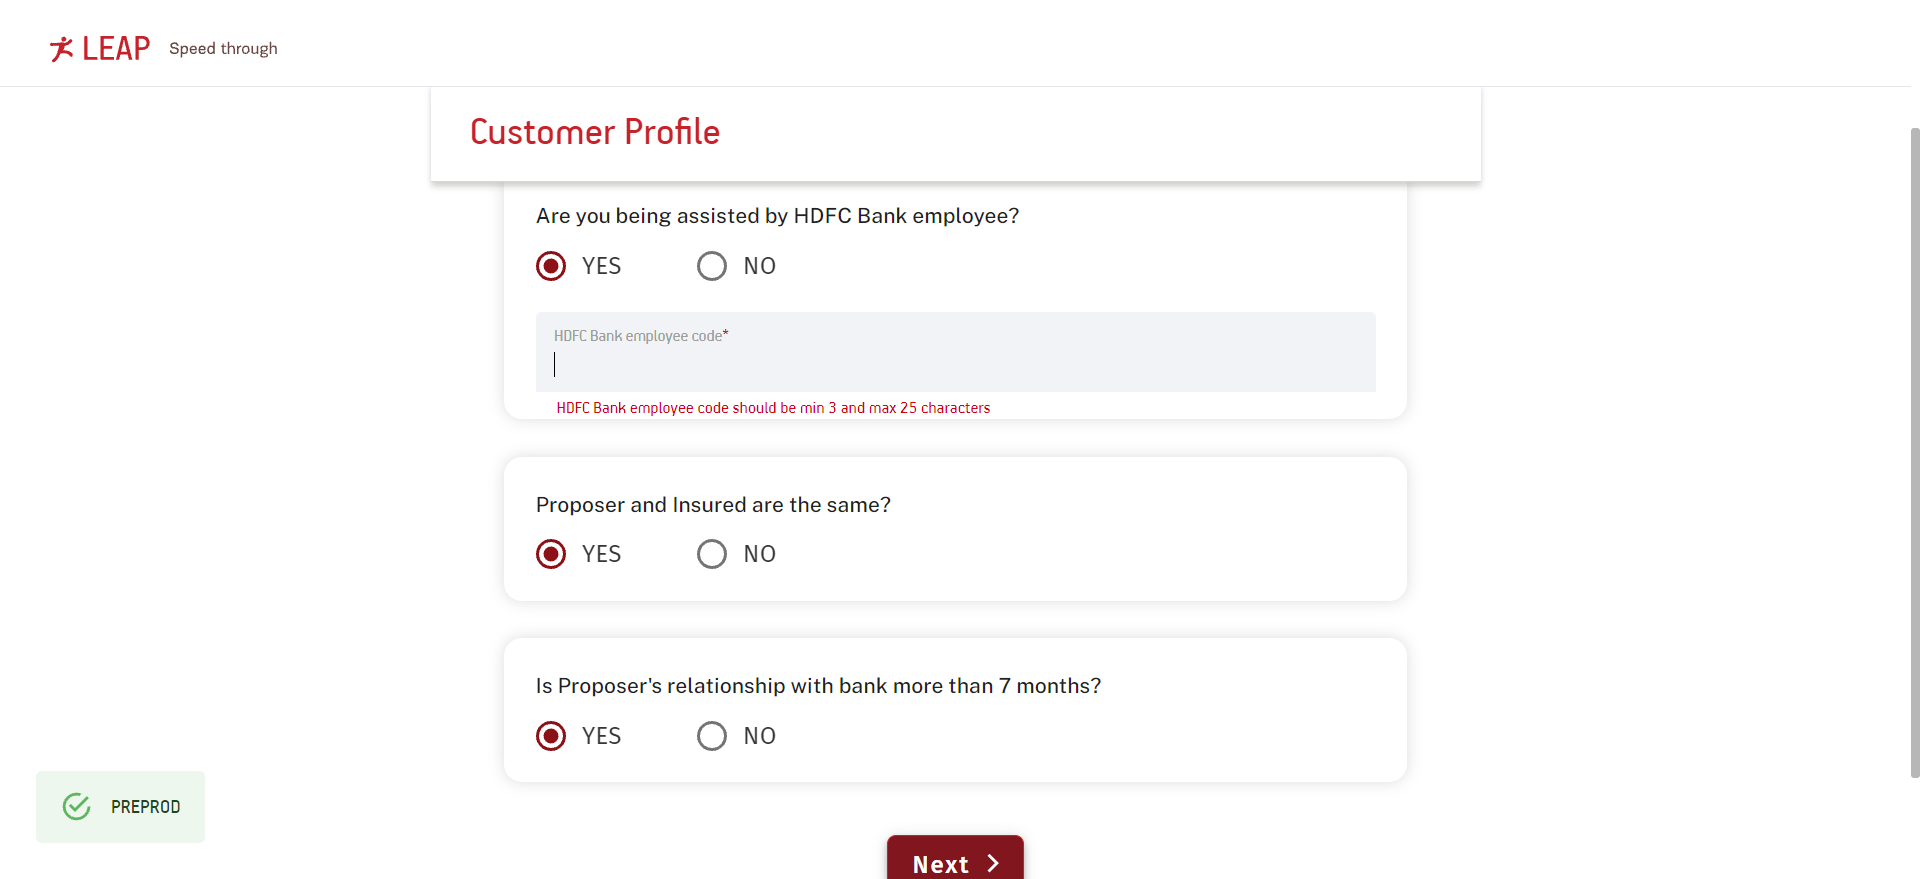 LEAP Speed through
Customer Profile
Are you being assisted by HDFC Bank employee?
YES NO
HDFC Bank employee code*
HDFC Bank employee code should be min 3 and max 25 characters
Proposer and Insured are the same?
YES NO
Is Proposer's relationship with bank more than 7 months?
YES NO
PREPROD
Next